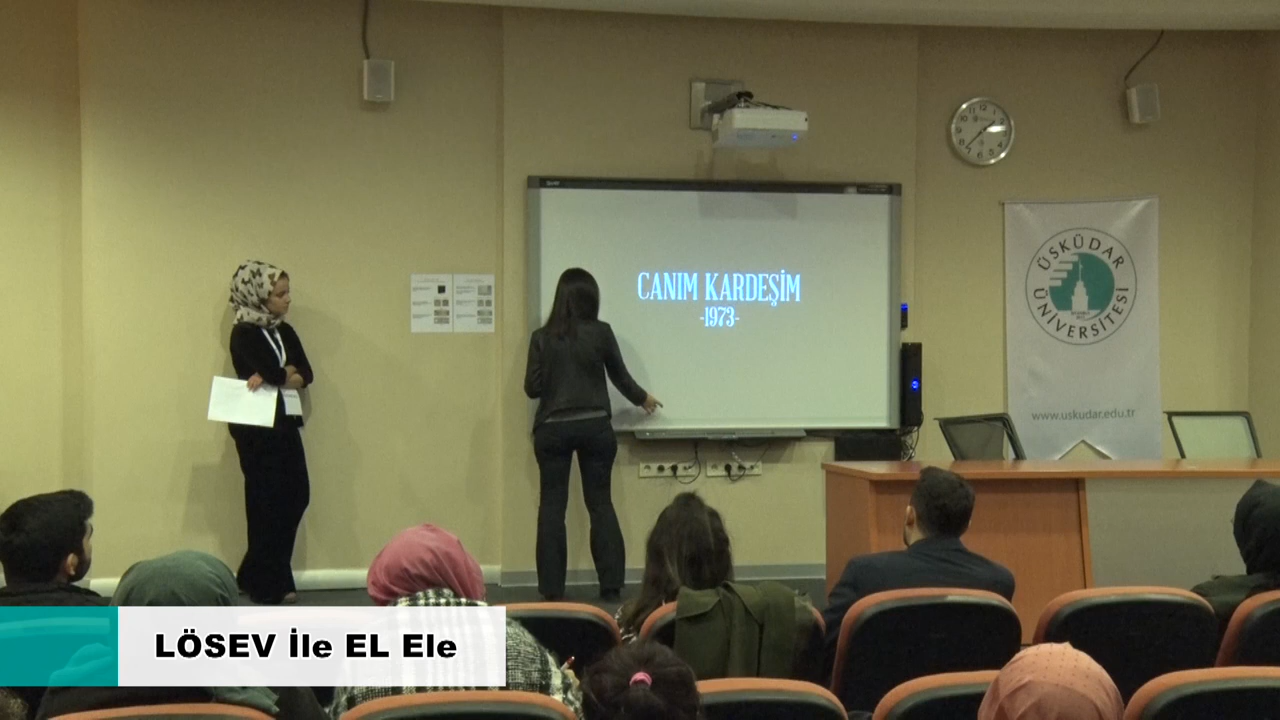 CANIM KARDEŞİM
-1973-
ÜSKÜDAR
ÜNİVERSİTESİ
www.uskudar.edu.tr
LÖSEV İle EL Ele